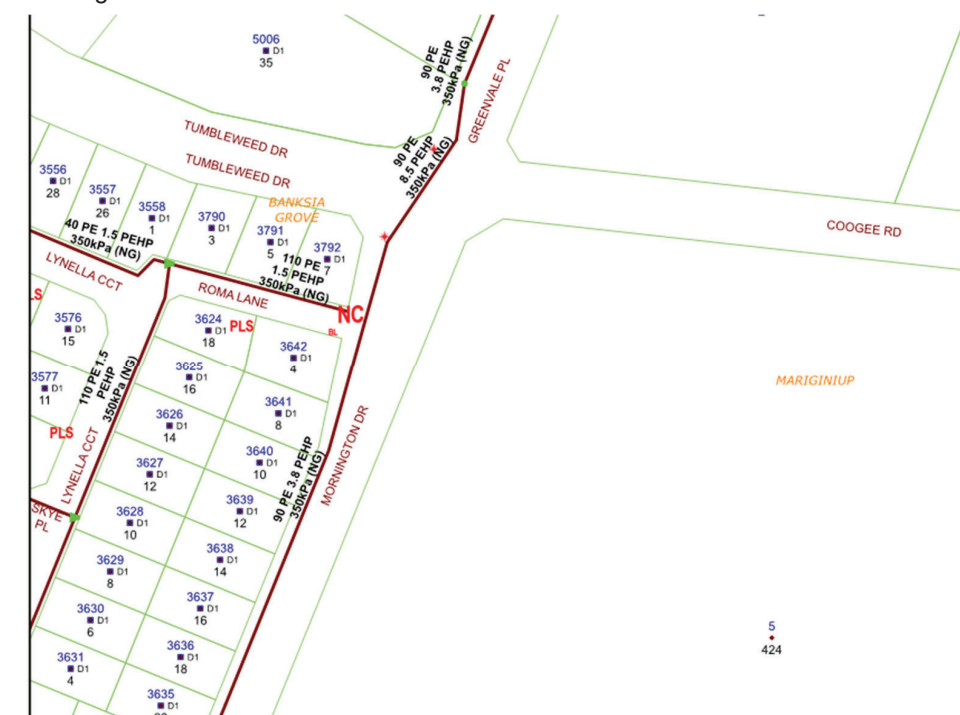 5006
D1
35
90 PE
3.8 PEHP
350kPa (NG)
GREENVALE PL
TUMBLEWEED DR
90 PE
8.5 PEHP
350kPa (NG)
TUMBLEWEED DR
3556
D1
28
3557
D1
26
3558
D1
1
3790
D1
3
BANKSIA
GROVE
3791
D1
5
3792
D1
7
COOGEE RD
40 PE 1.5 PEHP
350kPa (NG)
110 PE
1.5 PEHP
350kPa (NG)
LYNELLA CCT
ROMA LANE
NC
BL
LS
3576
D1
15
3624
D1
18
PLS
3642
D1
4
110 PE 1.5
PEHP
350kPa (NG)
3577
D1
11
3625
D1
16
MARIGINIUP
3641
D1
8
3626
D1
14
PLS
LYNELLA CCT
3640
D1
10
90 PE 3.8 PEHP
350kPa (NG)
MORNINGTON DR
3627
D1
12
3639
D1
12
SKYE
PL
3628
D1
10
3638
D1
14
3629
D1
8
3637
D1
16
3630
D1
6
3636
D1
18
5
424
3631
D1
4
3635
D1